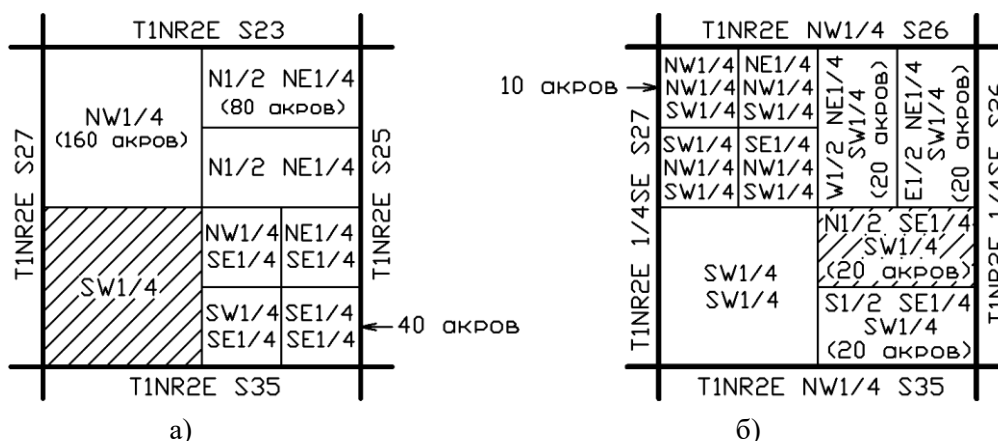 T1NR2E S23
T1NR2E S27
NW1/4
(160 акров)
N1/2 NE1/4
(80 акров)
N1/2 NE1/4
T1NR2E S25
SW1/4
NW1/4
SE1/4
NE1/4
SE1/4
SW1/4
SE1/4
SE1/4
SE1/4
40 акров
T1NR2E S35
а)
T1NR2E NW1/4 S26
10 акров
T1NR2E 1/4SE S27
NW1/4
NW1/4
SW1/4
NE1/4
NW1/4
SW1/4
SW1/4
NW1/4
SW1/4
SE1/4
NW1/4
SW1/4
W1/2 NE1/4
SW1/4
(20 акров)
E1/2 NE1/4
SW1/4
(20 акров)
T1NR2E 1/4SE S26
SW1/4
SW1/4
N1/2 SE1/4
SW1/4
(20 акров)
S1/2 SE1/4
SW1/4
(20 акров)
T1NR2E NW1/4 S35
б)